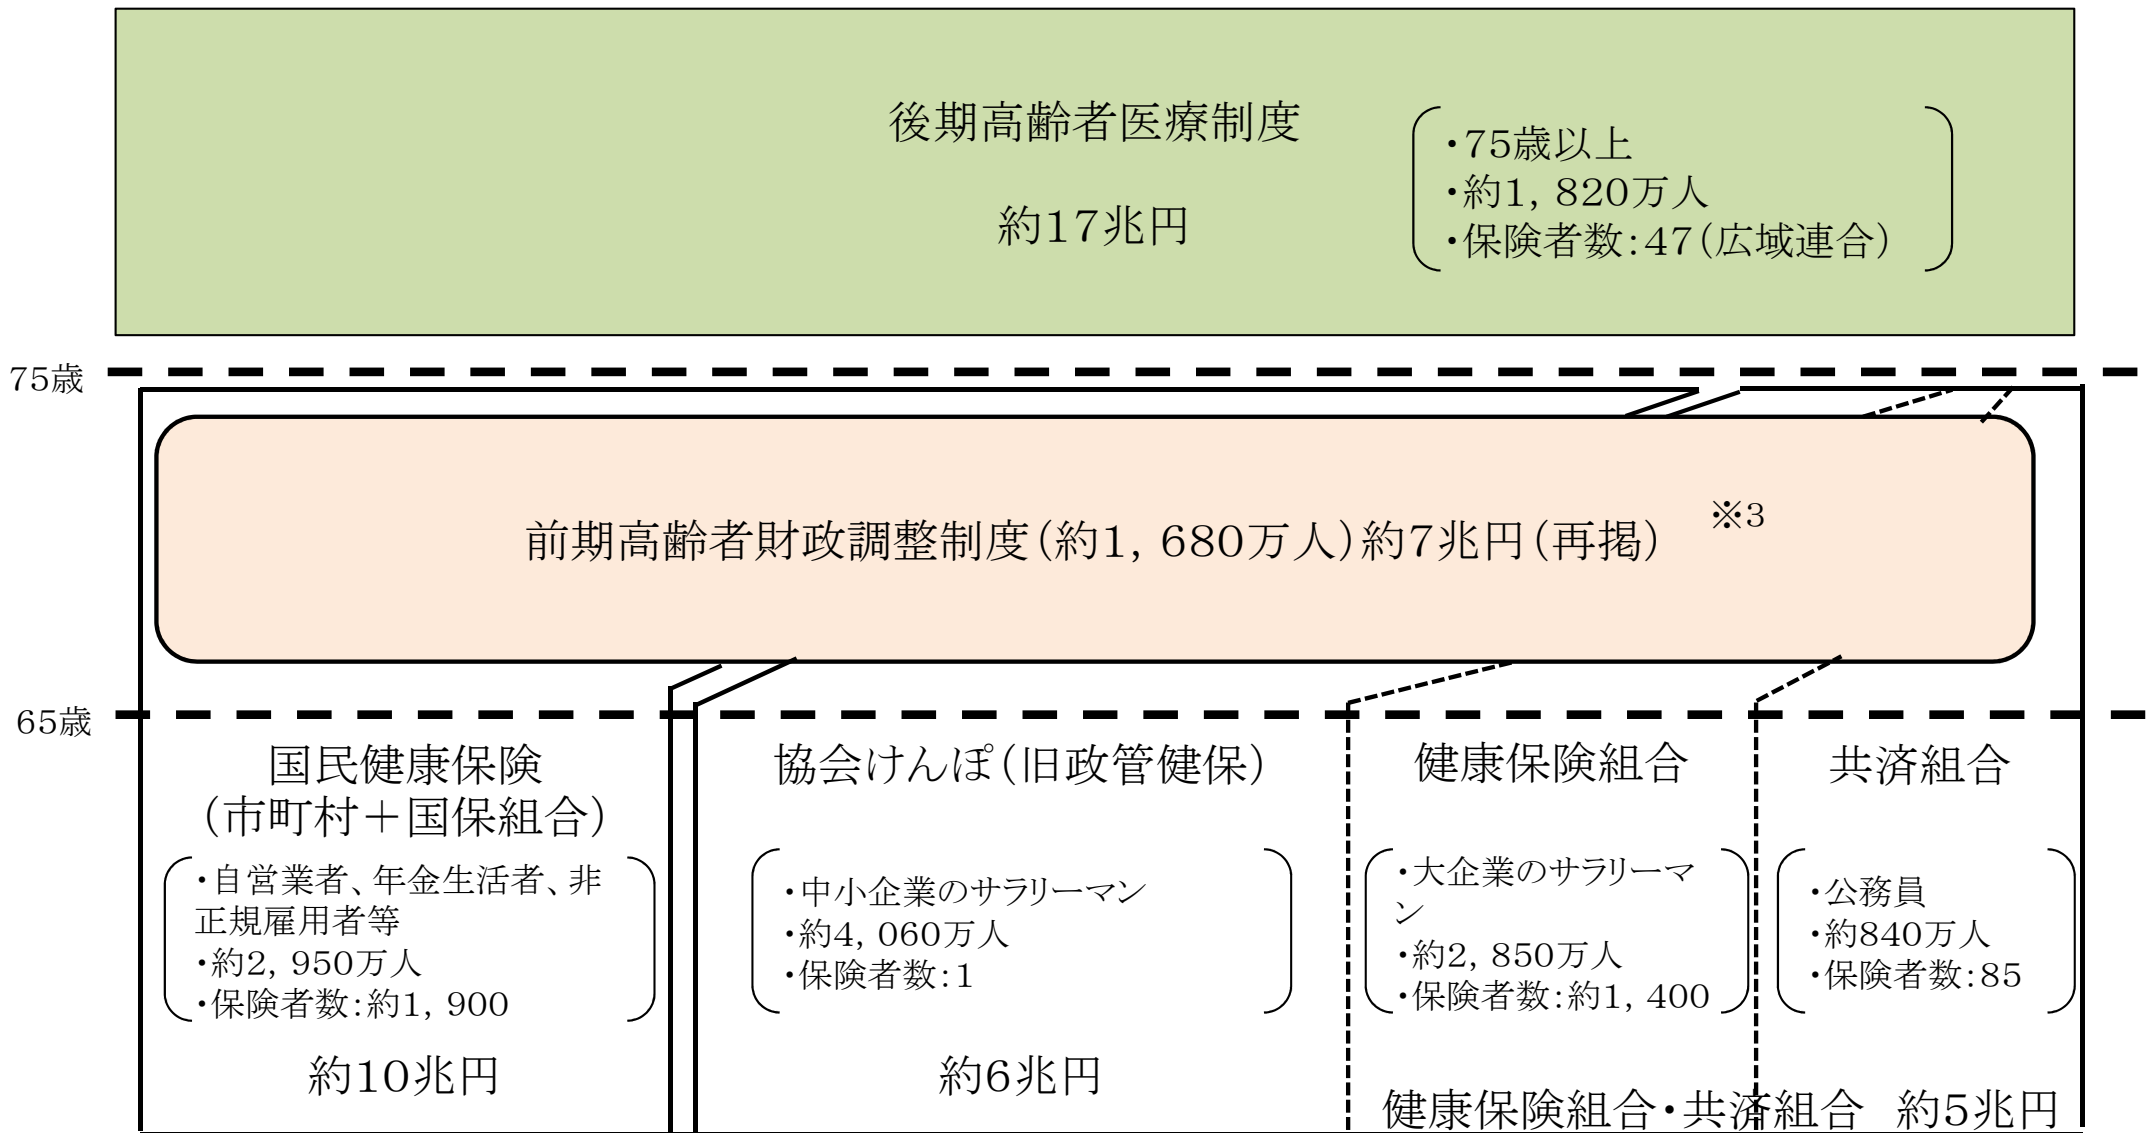 後期高齢者医療制度
約17兆円
・75歳以上
・約1，820万人
・保険者数：47（広域連合）
75歳
前期高齢者財政調整制度（約1，680万人）約7兆円（再掲） ※3
65歳
国民健康保険
（市町村＋国保組合）
・自営業者、年金生活者、非
正規雇用者等
・約2，950万人
・保険者数：約1，900
約10兆円
協会けんぽ（旧政管健保）
・中小企業のサラリーマン
・約4，060万人
・保険者数：1
約6兆円
健康保険組合
・大企業のサラリーマ
ン
・約2，850万人
・保険者数：約1，400
共済組合
・公務員
・約840万人
・保険者数：85
健康保険組合・共済組合　約5兆円